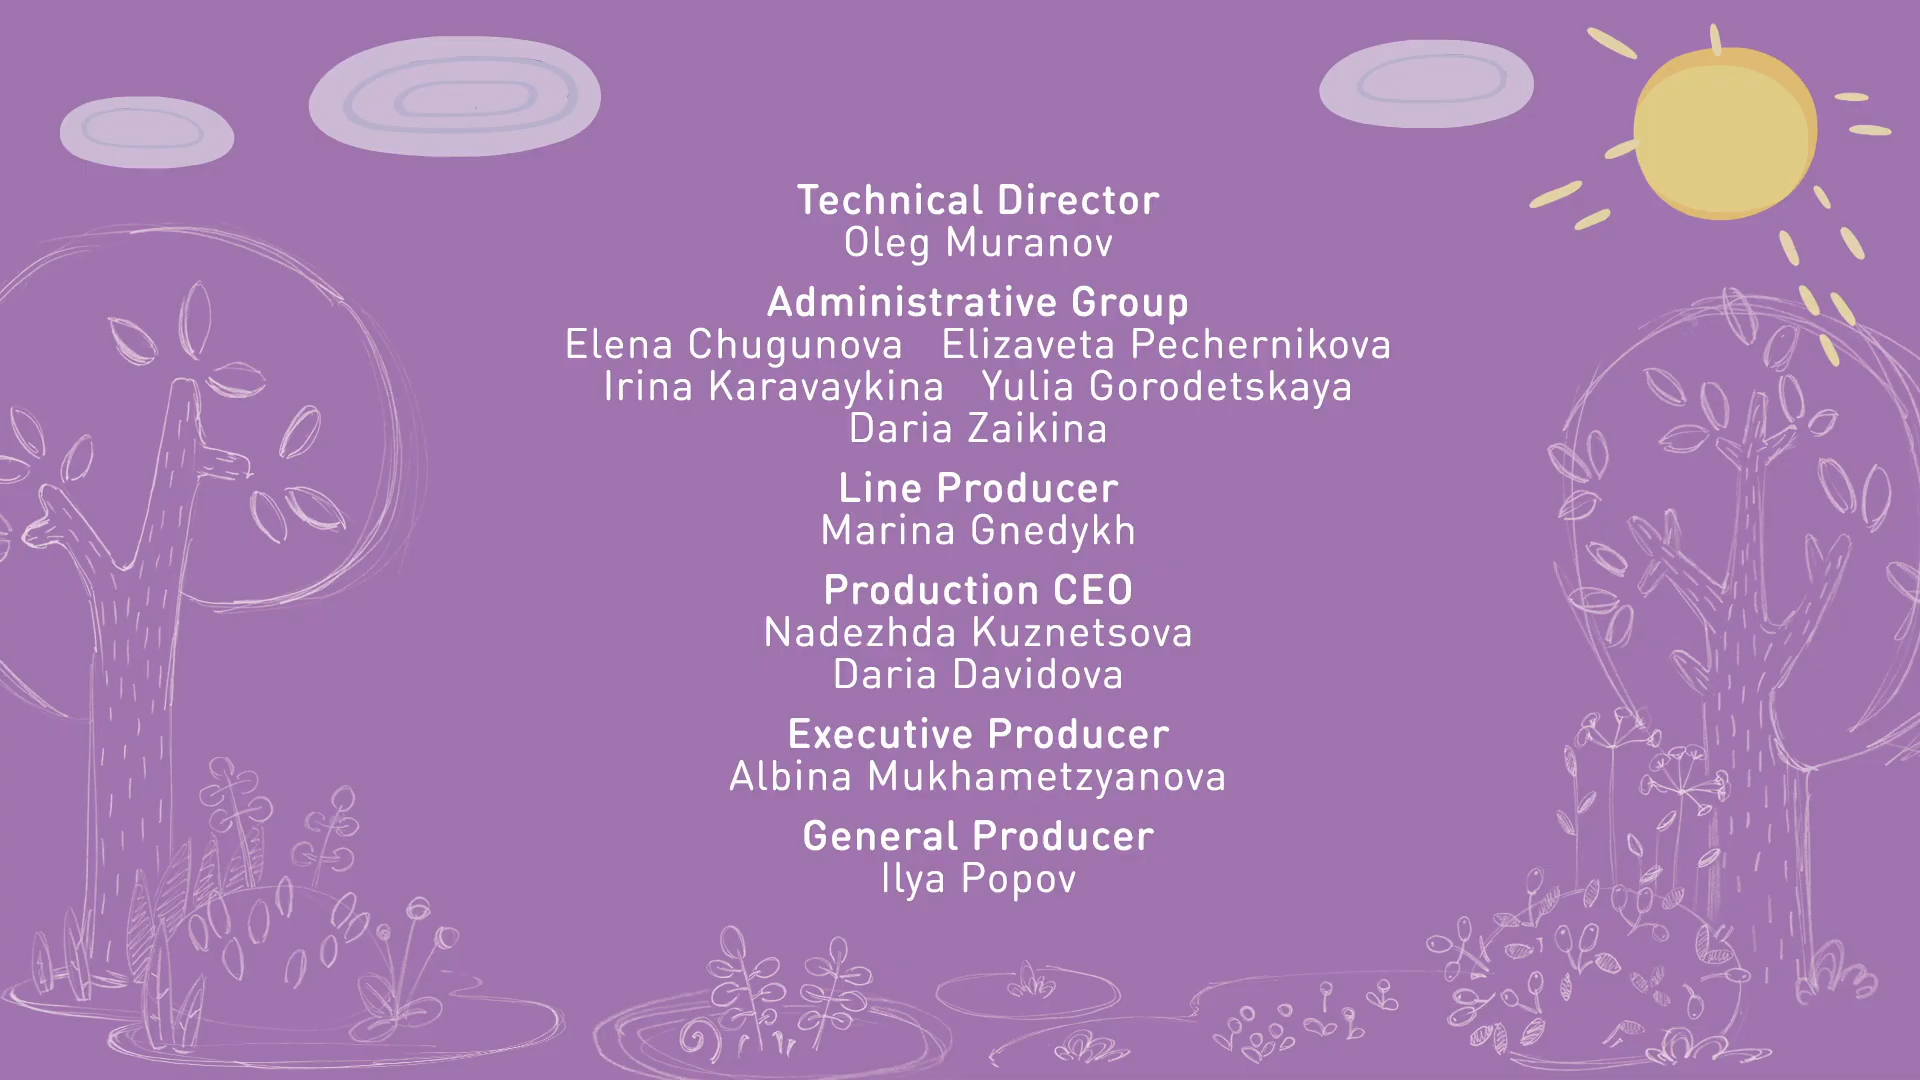 Technical Director
Oleg Muranov
Administrative Group
Elena Chugunova Elizaveta Pechernikova
Irina Karavaykina Yulia Gorodetskaya
Daria Zaikina
Line Producer
Marina Gnedykh
Production CEO
Nadezhda Kuznetsova
Daria Davidova
Executive Producer
Albina Mukhametzyanova
General Producer
Ilya Popov